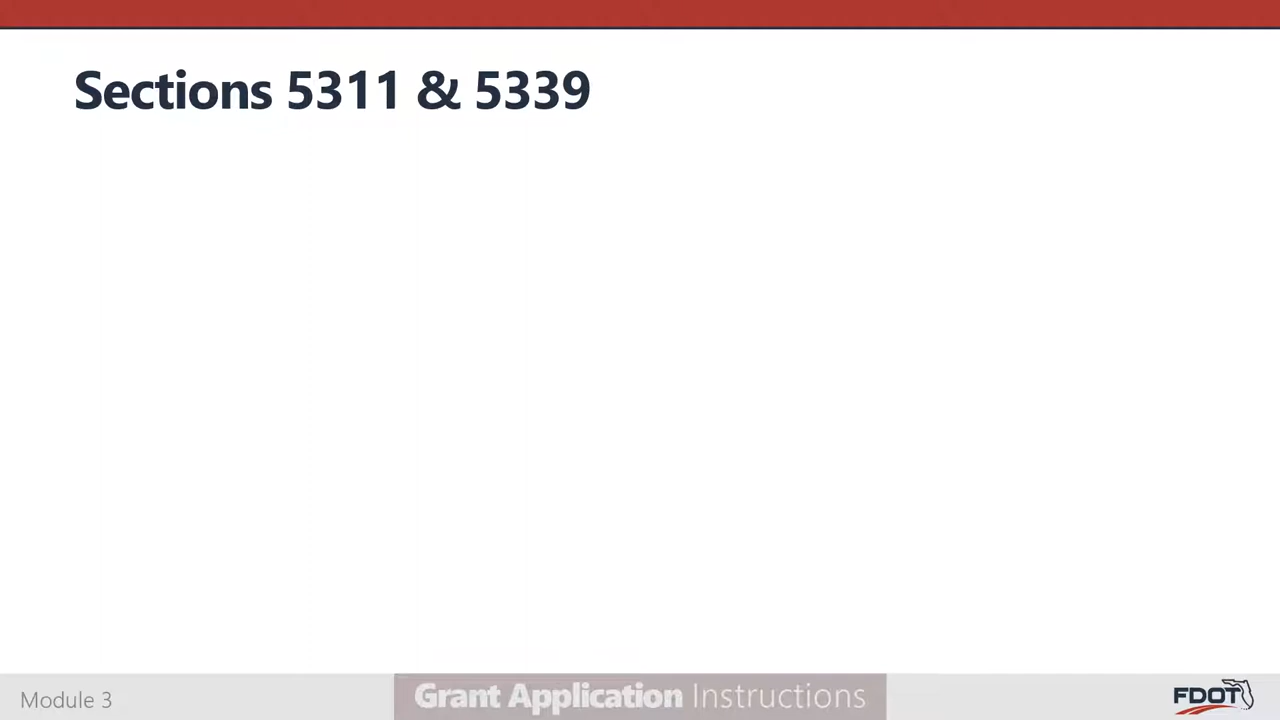 Sections 5311 & 5339
Module 3
Grant Application Instructions
FDOT